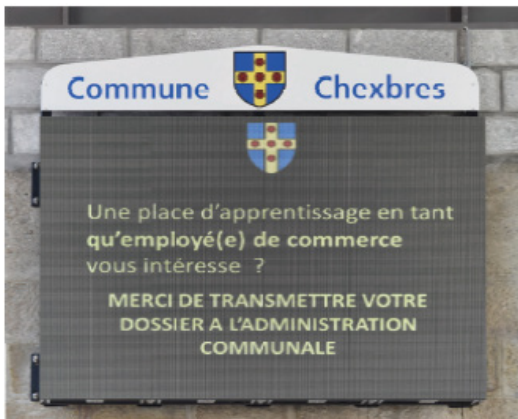 Commune Chexbres
Une place d'apprentissage en tant
qu'employé(e) de commerce
vous intéresse ?
MERCI DE TRANSMETTRE VOTRE
DOSSIER A L'ADMINISTRATION
COMMUNALE